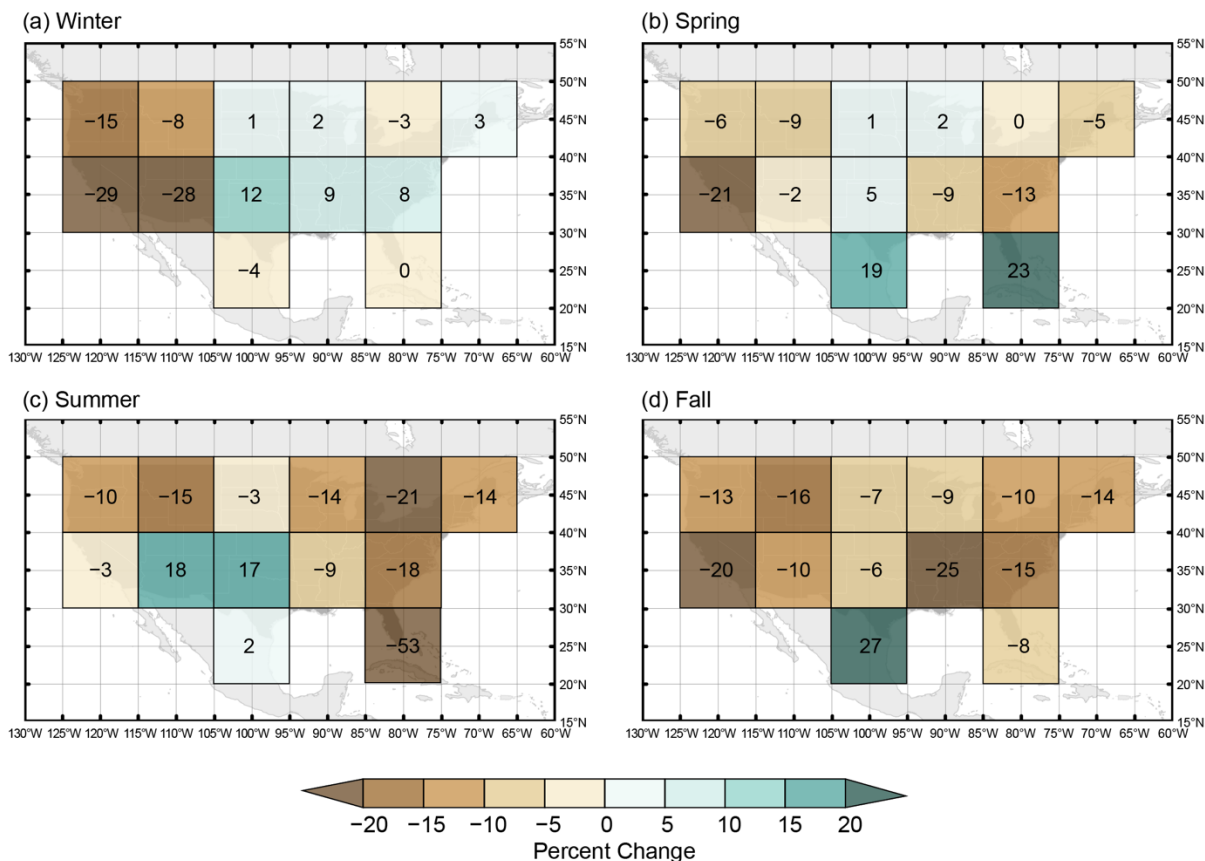 (a) Winter
(b) Spring
55°N 55°N
50°N 50°N
−15 −8 1 2 −3 3 45°N −6 −9 1 2 0 −5 45°N
40°N 40°N
−29 −28 12 9 8 35°N −21 −2 5 −9 −13 35°N
30°N 30°N
−4 0 25°N 19 23 25°N
20°N 20°N
15°N 15°N
130°W 125°W 120°W 115°W 110°W 105°W 100°W 95°W 90°W 85°W 80°W 75°W 70°W 65°W 60°W 130°W 125°W 120°W 115°W 110°W 105°W 100°W 95°W 90°W 85°W 80°W 75°W 70°W 65°W 60°W
(c) Summer
(d) Fall
55°N 55°N
50°N 50°N
−10 −15 −3 −14 −21 −14 45°N −13 −16 −7 −9 −10 −14 45°N
40°N 40°N
−3 18 17 −9 −18 35°N −20 −10 −6 −25 −15 35°N
30°N 30°N
2 −53 25°N 27 −8 25°N
20°N 20°N
15°N 15°N
130°W 125°W 120°W 115°W 110°W 105°W 100°W 95°W 90°W 85°W 80°W 75°W 70°W 65°W 60°W 130°W 125°W 120°W 115°W 110°W 105°W 100°W 95°W 90°W 85°W 80°W 75°W 70°W 65°W 60°W
−20 −15 −10 −5 0 5 10 15 20
Percent Change